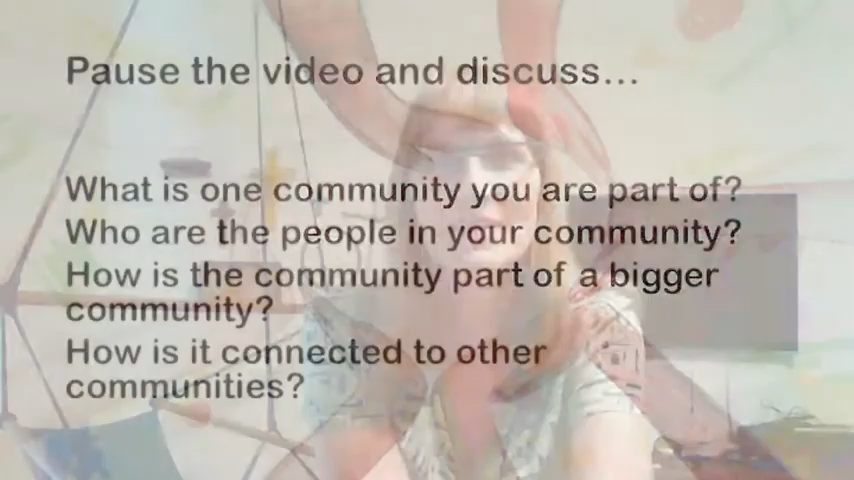 Pause the video and discuss...
What is one community you are part of?
Who are the people in your community?
How is the community part of a bigger
community?
How is it connected to other
communities?